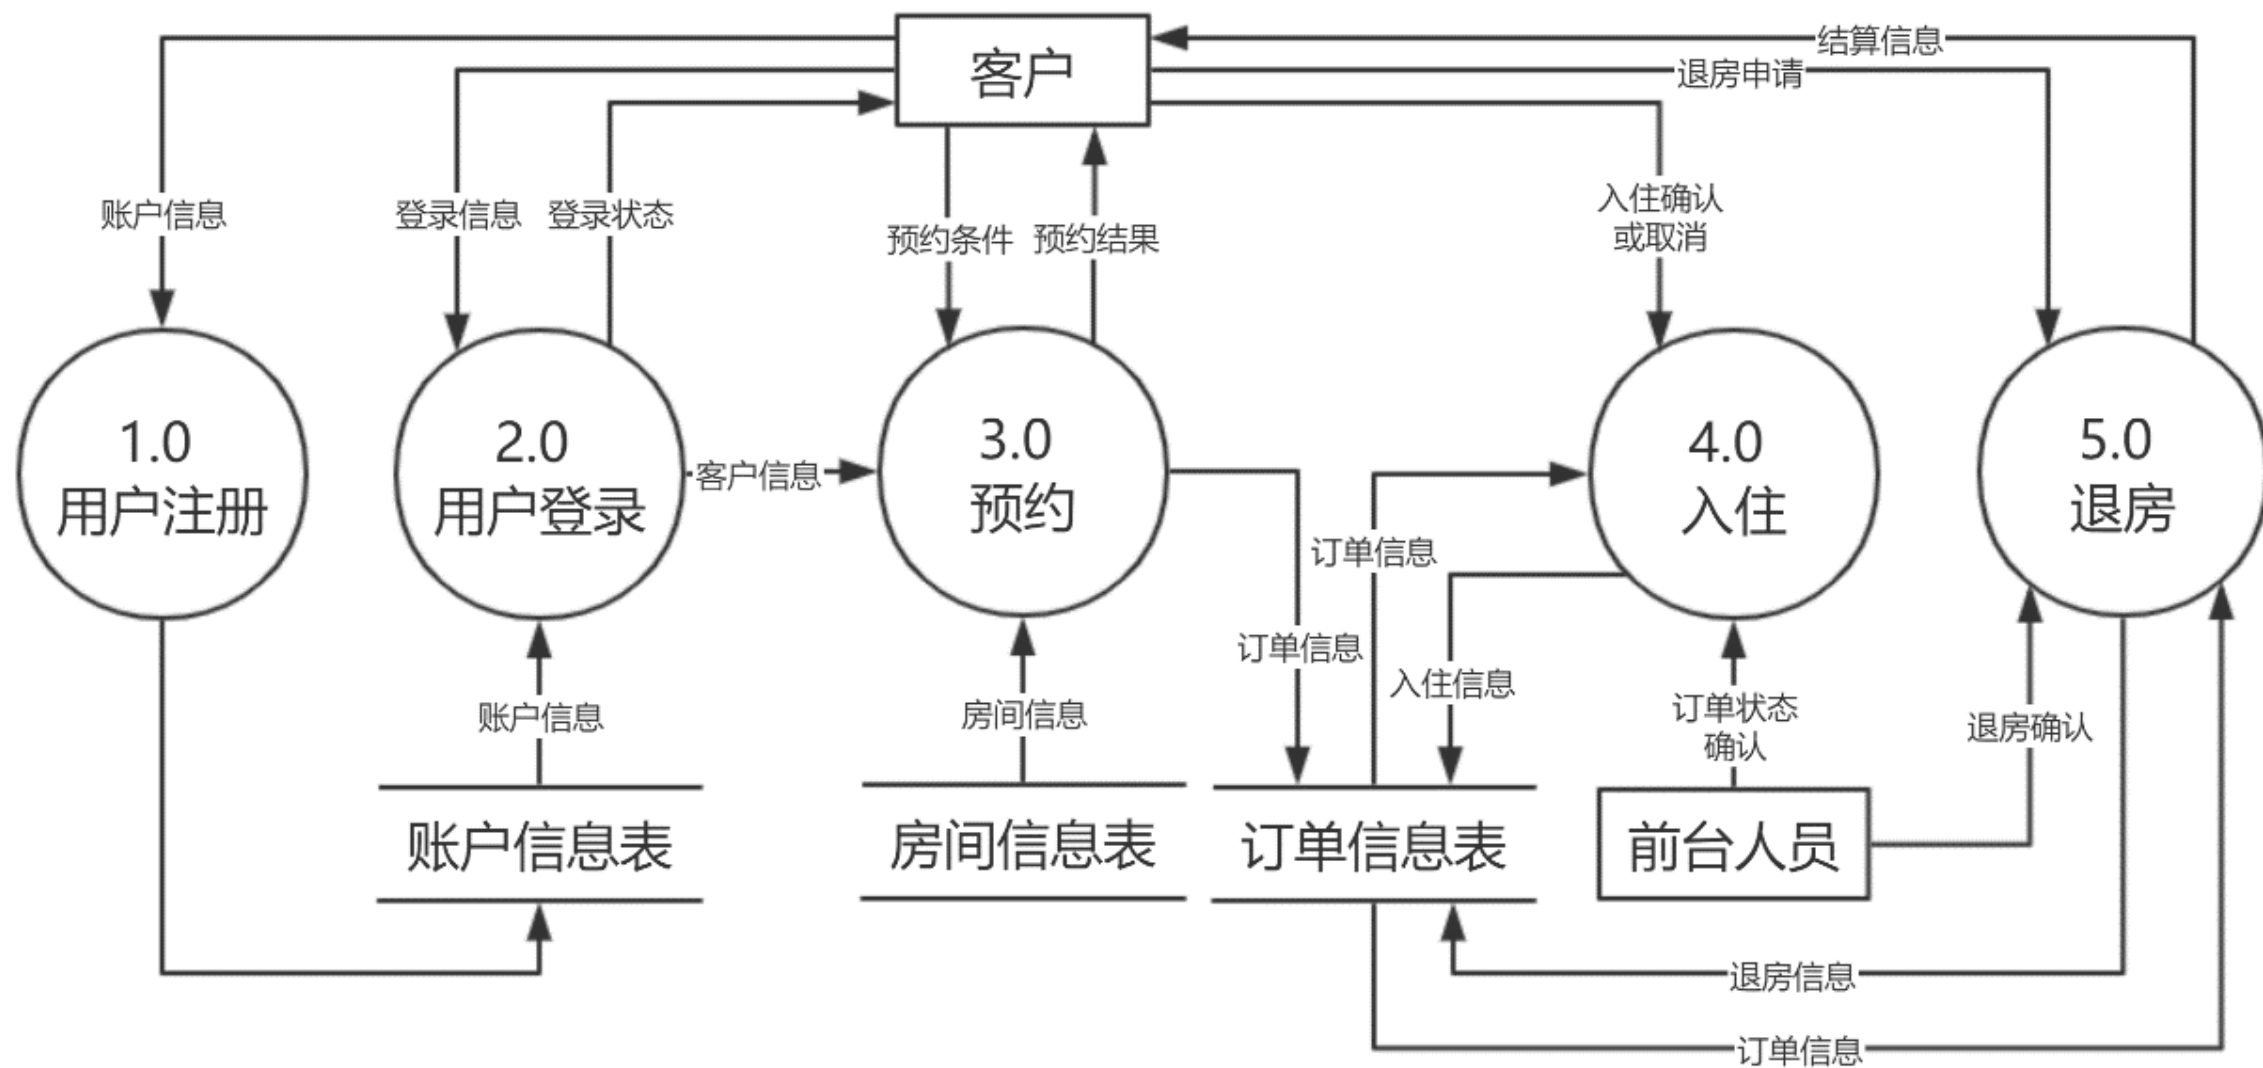 客户
结算信息
退房申请
账户信息
登录信息
登录状态
预约条件
预约结果
入住确认
或取消
1.0
用户注册
2.0
用户登录
客户信息
3.0
预约
4.0
入住
5.0
退房
订单信息
订单信息
入住信息
账户信息
房间信息
订单状态
确认
退房确认
账户信息表
房间信息表
订单信息表
前台人员
退房信息
订单信息